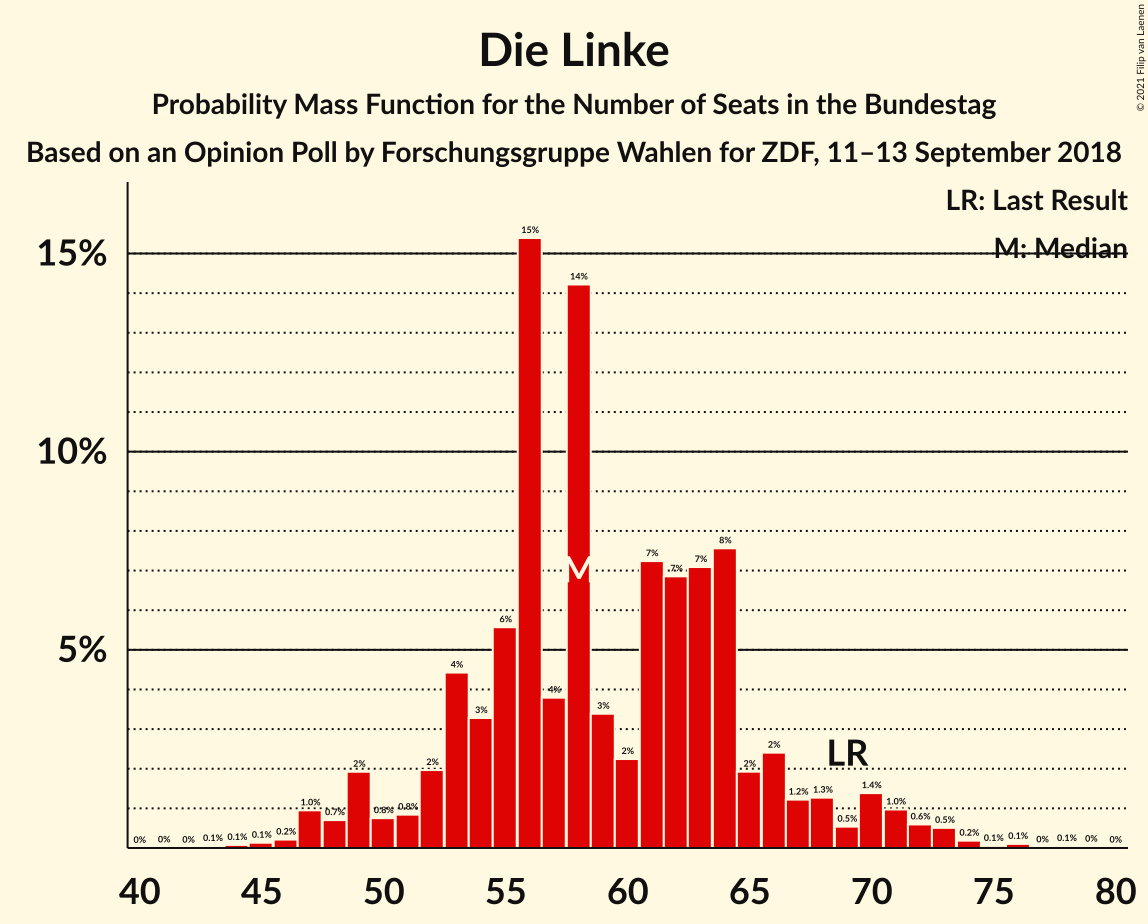 Die Linke
Probability Mass Function for the Number of Seats in the Bundestag
Based on an Opinion Poll by Forschungsgruppe Wahlen for ZDF, 11–13 September 2018
© 2021 Filip van Laenen
LR: Last Result
M: Median
15%
10%
5%
0% 0% 0% 0.1% 0.1% 0.1% 0.2% 1.0% 0.7% 2% 0.8% 0.8% 2% 4% 3% 6% 15% 4% 14% 3% 2% 7% 7% 7% 8% 2% 2% 1.2% 1.3% 0.5% 1.4% 1.0% 0.6% 0.5% 0.2% 0.1% 0.1% 0% 0.1% 0% 0%
M
LR
40 45 50 55 60 65 70 75 80